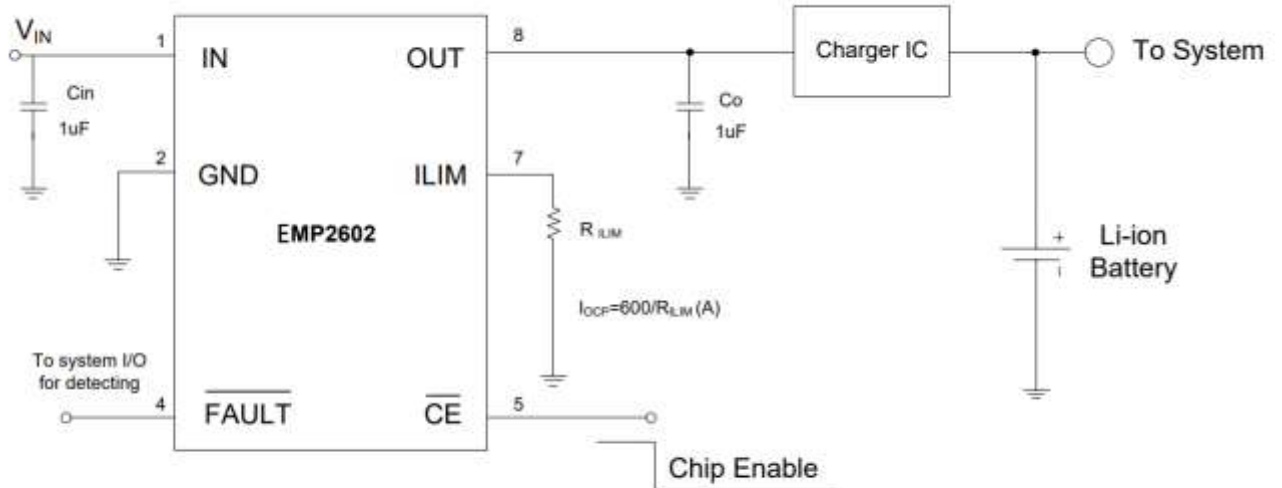 VIN
1
IN
OUT
8
Charger IC
To System
Cin
1uF
Co
1uF
2
GND
ILIM
7
EMP2602
R ILIM
+
Li-ion
Battery
IOCP=600/RILIM(A)
To system I/O
for detecting
4
FAULT
CE
5
Chip Enable